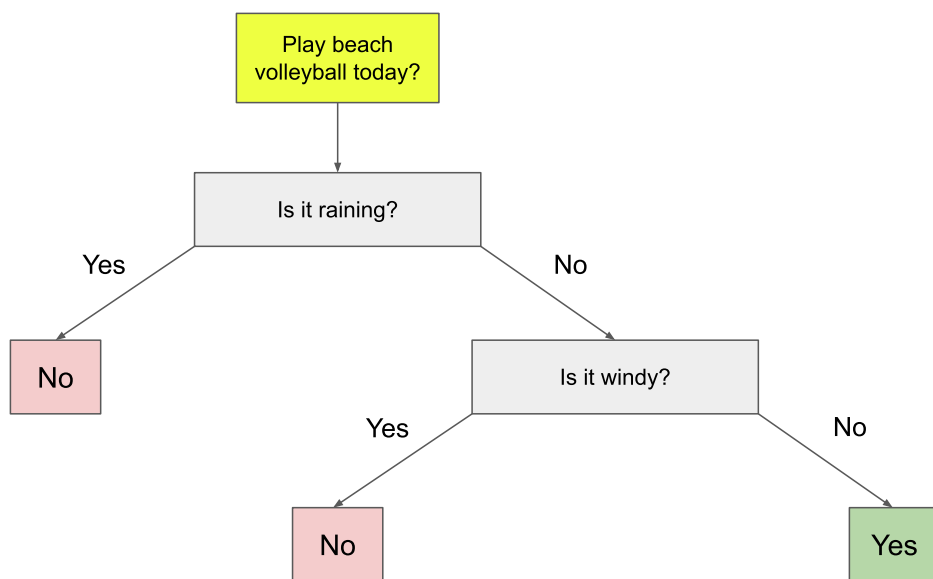 Play beach
volleyball today?
Is it raining?
Yes
No
No
Is it windy?
Yes
No
No
Yes